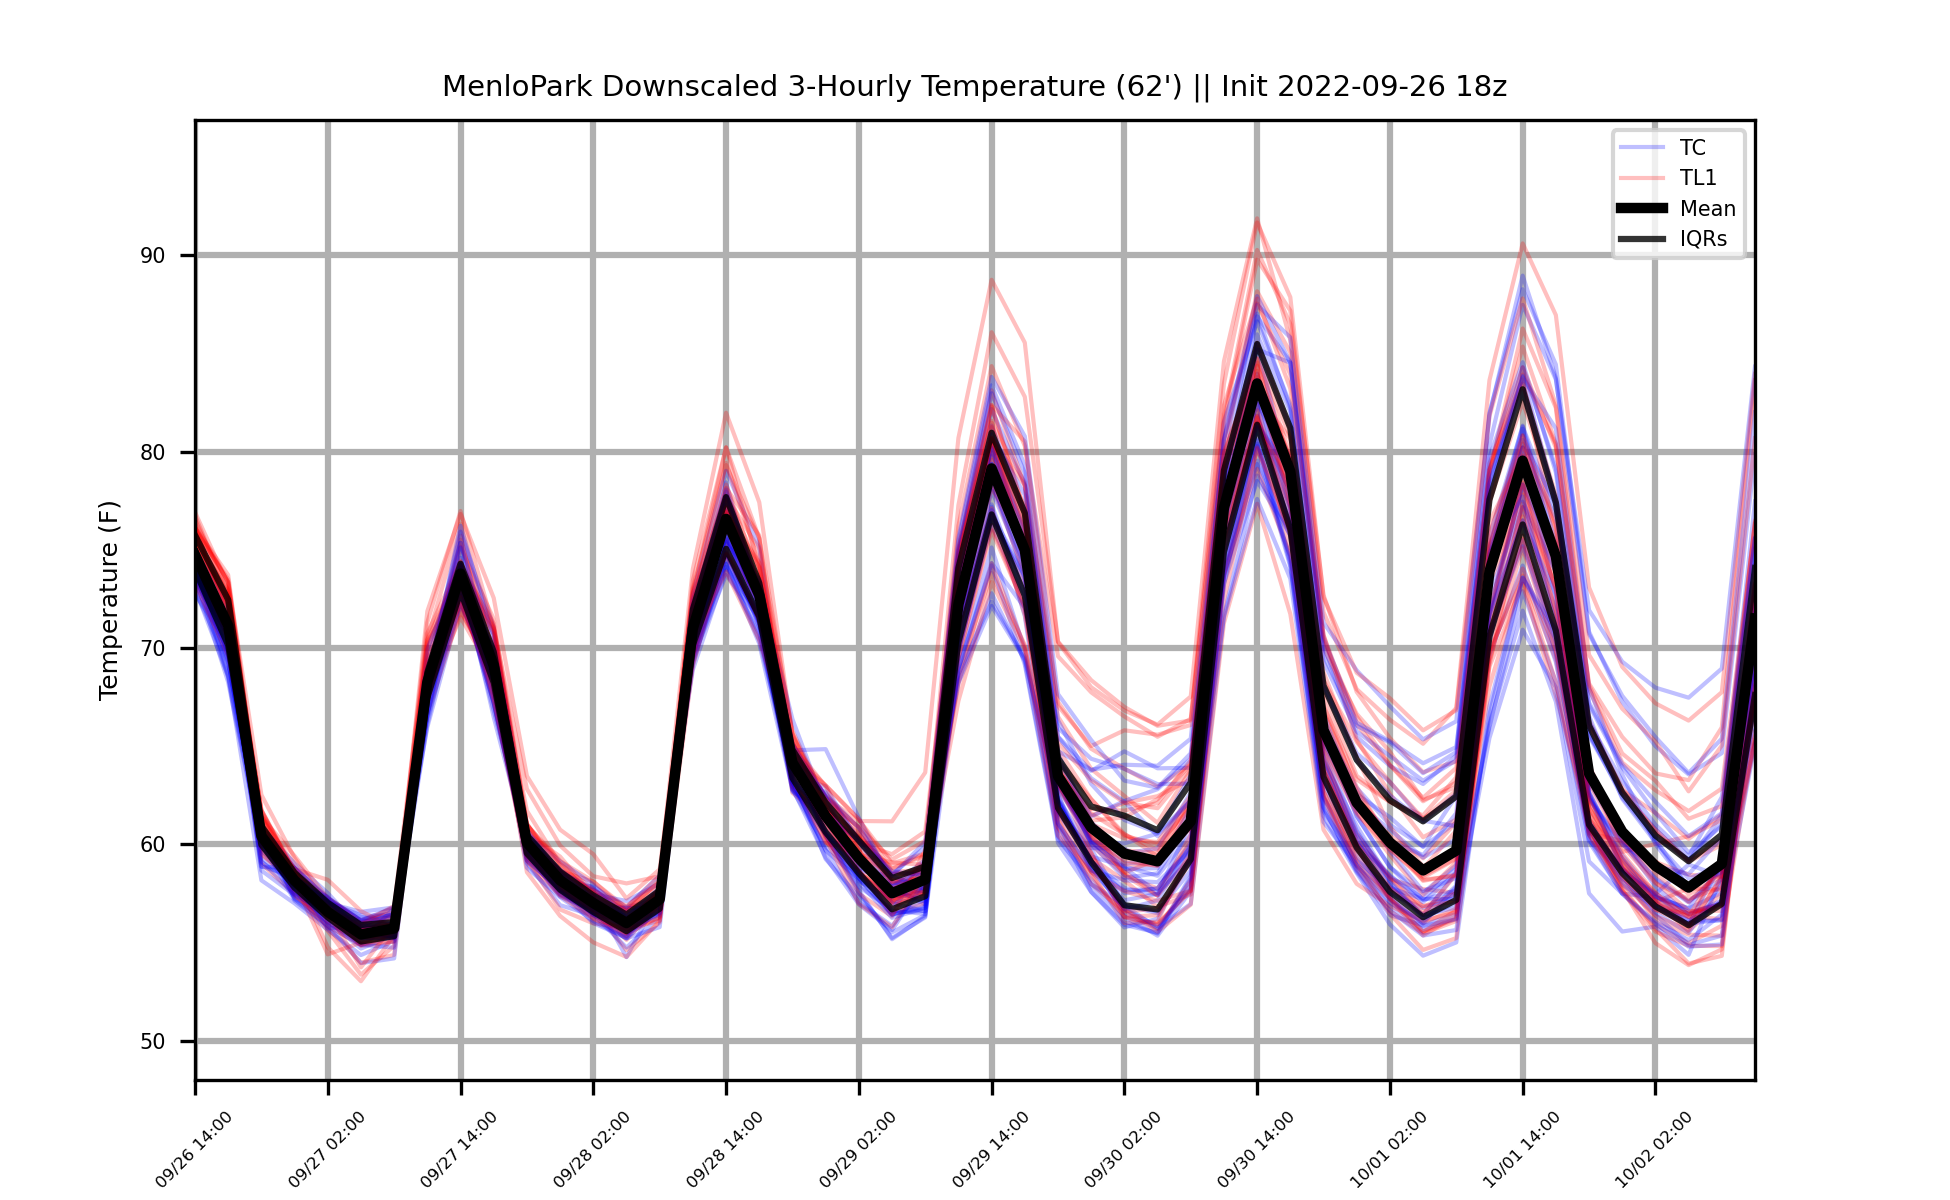 MenloPark Downscaled 3-Hourly Temperature (62') || Init 2022-09-26 18z
TC
TL1
Mean
IQRs
Temperature (F)
90
80
70
60
50
09/26 14:00
09/27 02:00
09/27 14:00
09/28 02:00
09/28 14:00
09/29 02:00
09/29 14:00
09/30 02:00
09/30 14:00
10/01 02:00
10/01 14:00
10/02 02:00